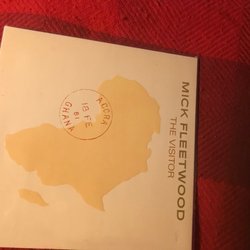 MICK FLEETWOOD
THE VISITOR
ACCRA
18 FE
81
GHANA